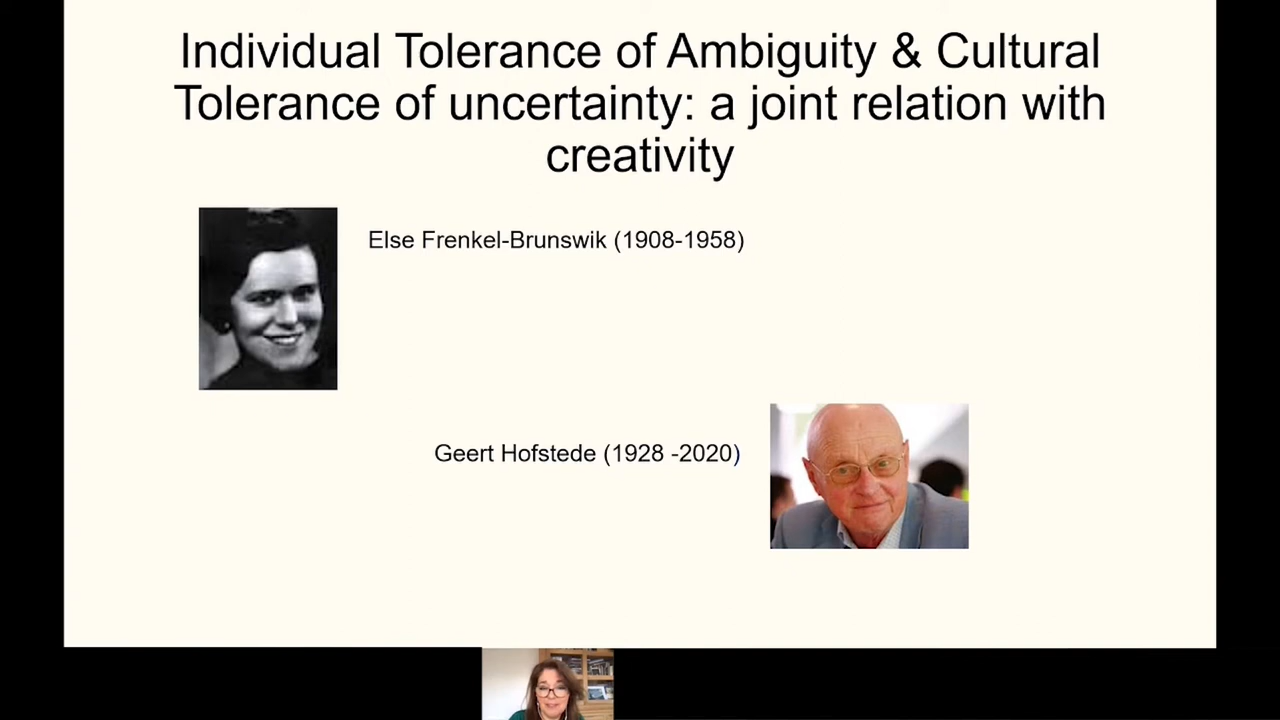 Individual Tolerance of Ambiguity & Cultural
Tolerance of uncertainty: a joint relation with
creativity
Else Frenkel-Brunswik (1908-1958)
Geert Hofstede (1928 -2020)